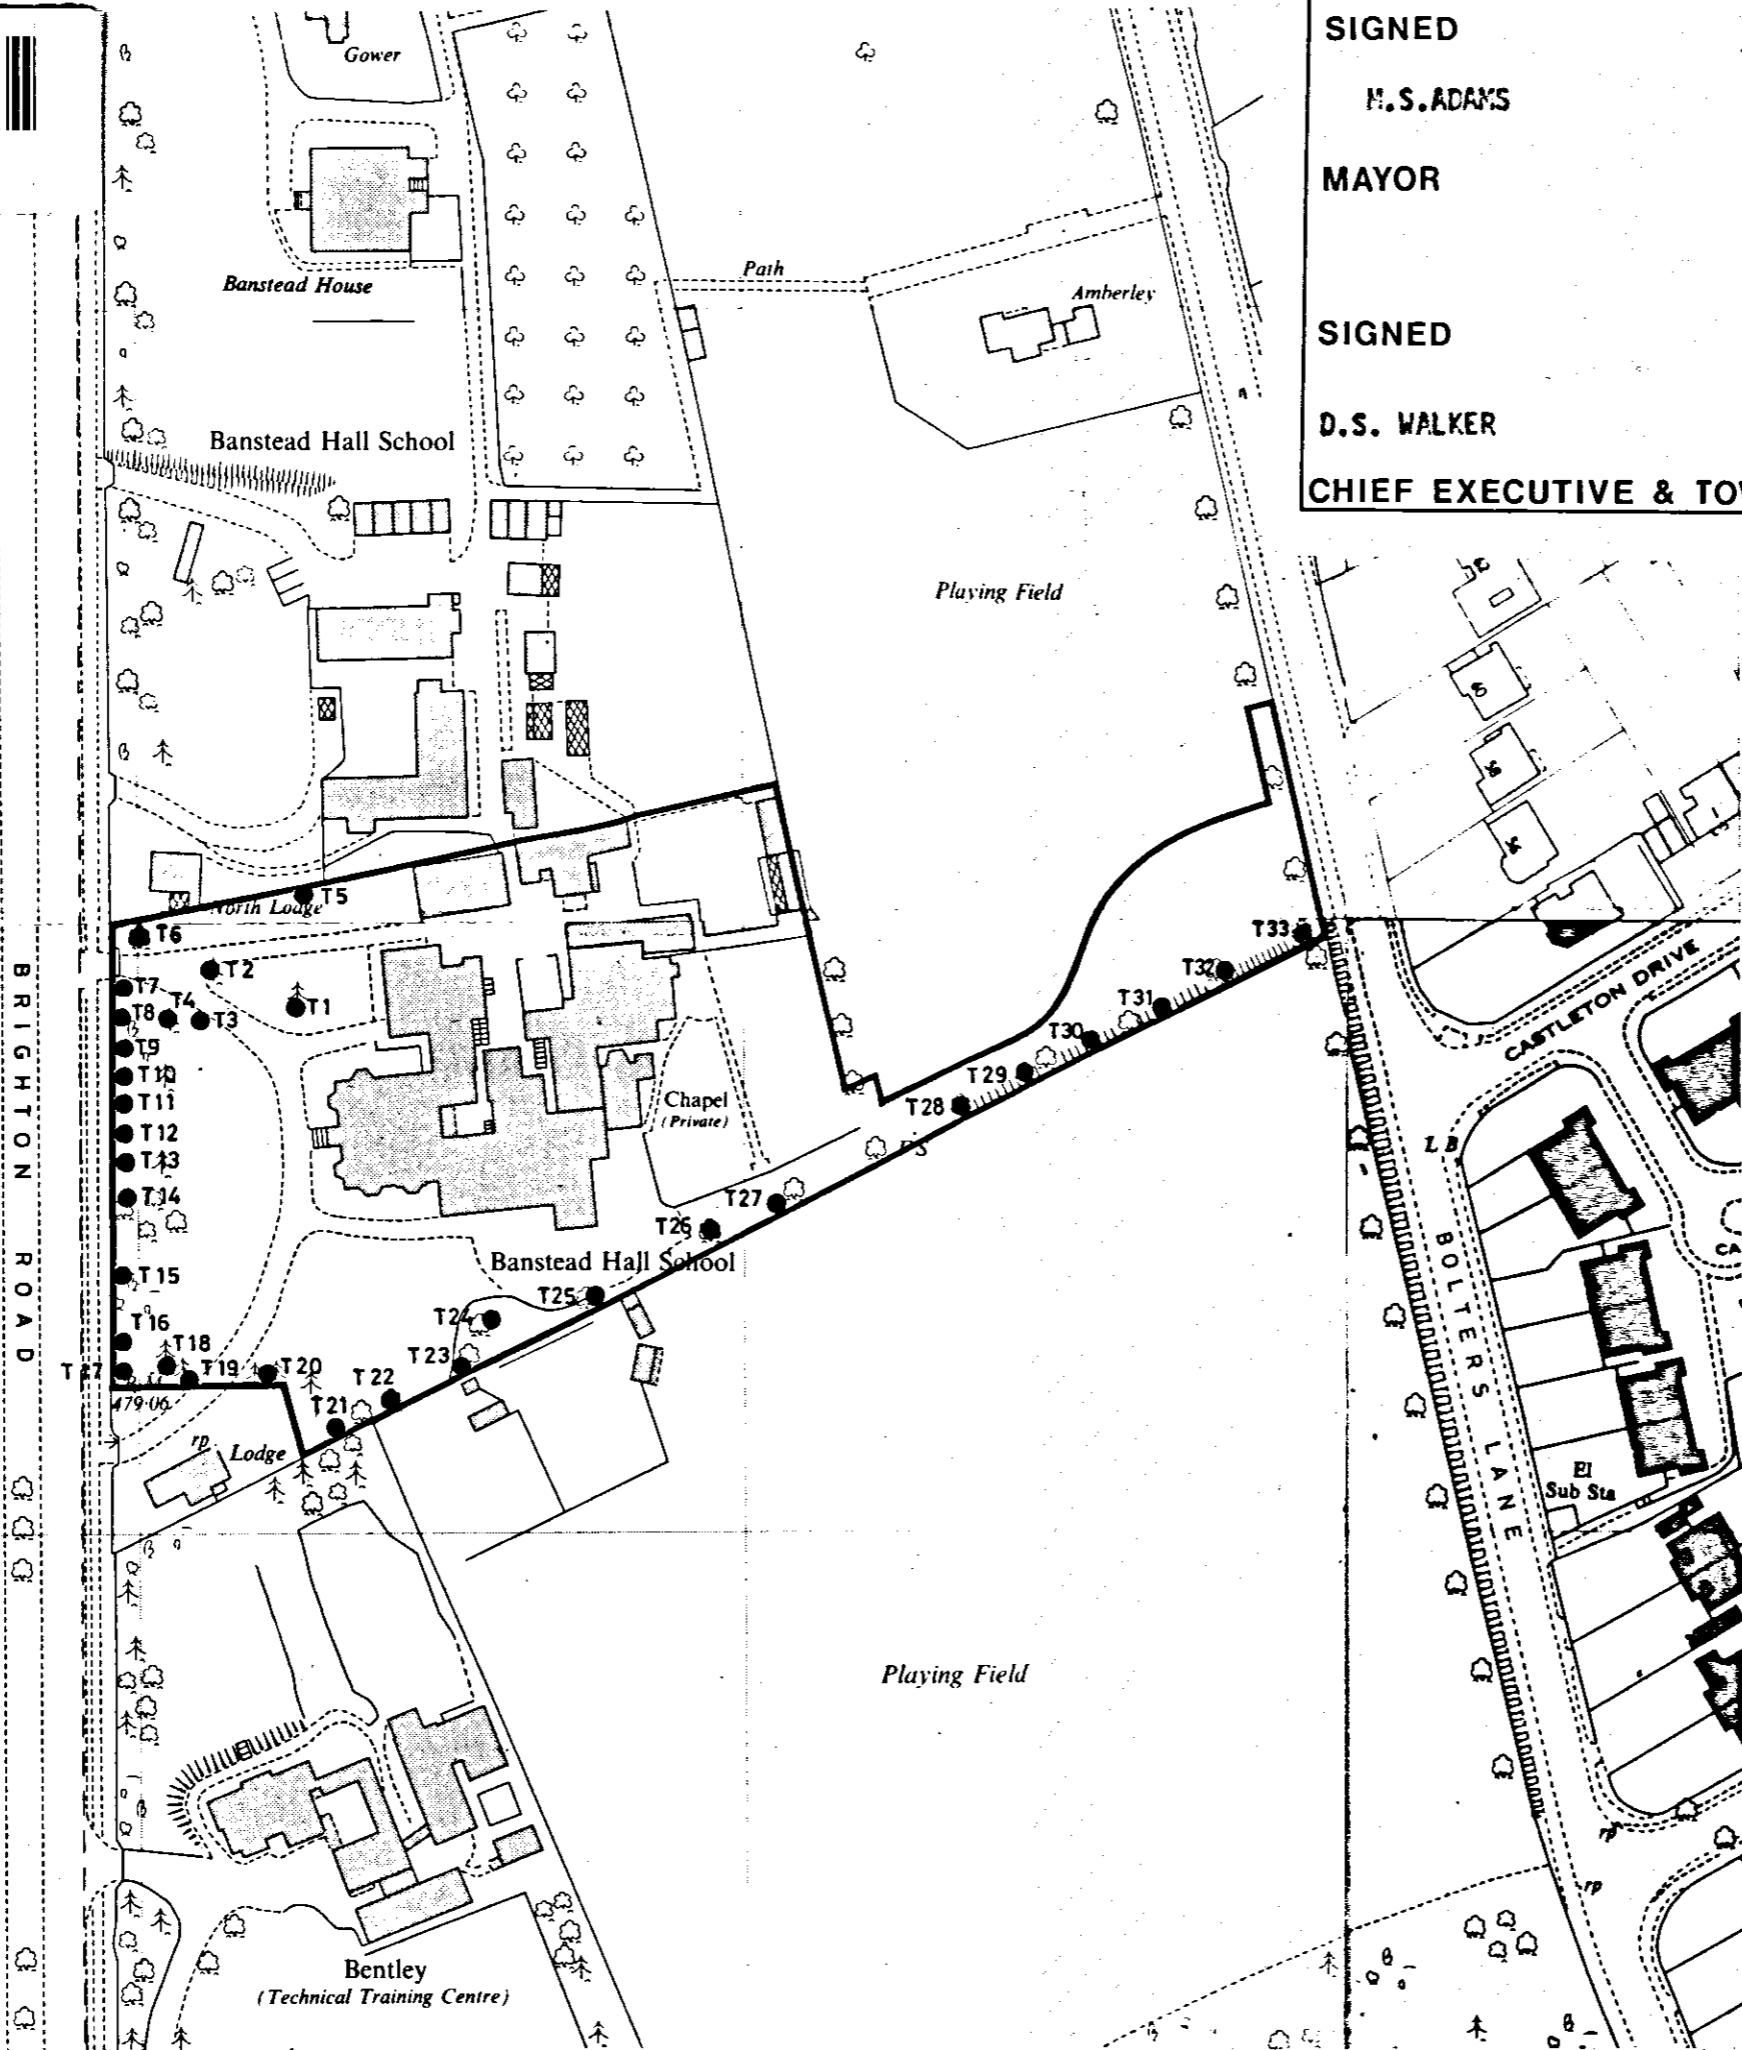 SIGNED
M.S.ADAMS
MAYOR
SIGNED
D.S. WALKER
CHIEF EXECUTIVE &
Gower
Banstead House
Path
Amberley
Banstead Hall School
Playing Field
North Lodge
T5
T6
T2
T7
T8
T4
T3
T1
T9
T10
T11
T12
T13
T14
T15
T16
T17
T18
T19
T20
T21
T22
T23
T24
T25
T26
T27
T28
T29
T30
T31
T32
T33
BRIGHTON ROAD
Chapel
(Private)
Banstead Hall School
CASTLETON DRIVE
L B
BOLTERS LANE
El
Sub Sta
479·06
rp
Lodge
Playing Field
rp
rp
Bentley
(Technical Training Centre)